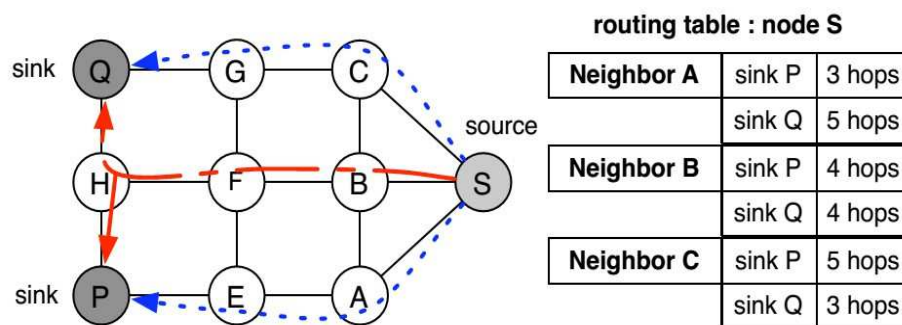 routing table : node S
sink Q G C
source
H F B S
sink P E A
Neighbor A sink P 3 hops
sink Q 5 hops
Neighbor B sink P 4 hops
sink Q 4 hops
Neighbor C sink P 5 hops
sink Q 3 hops